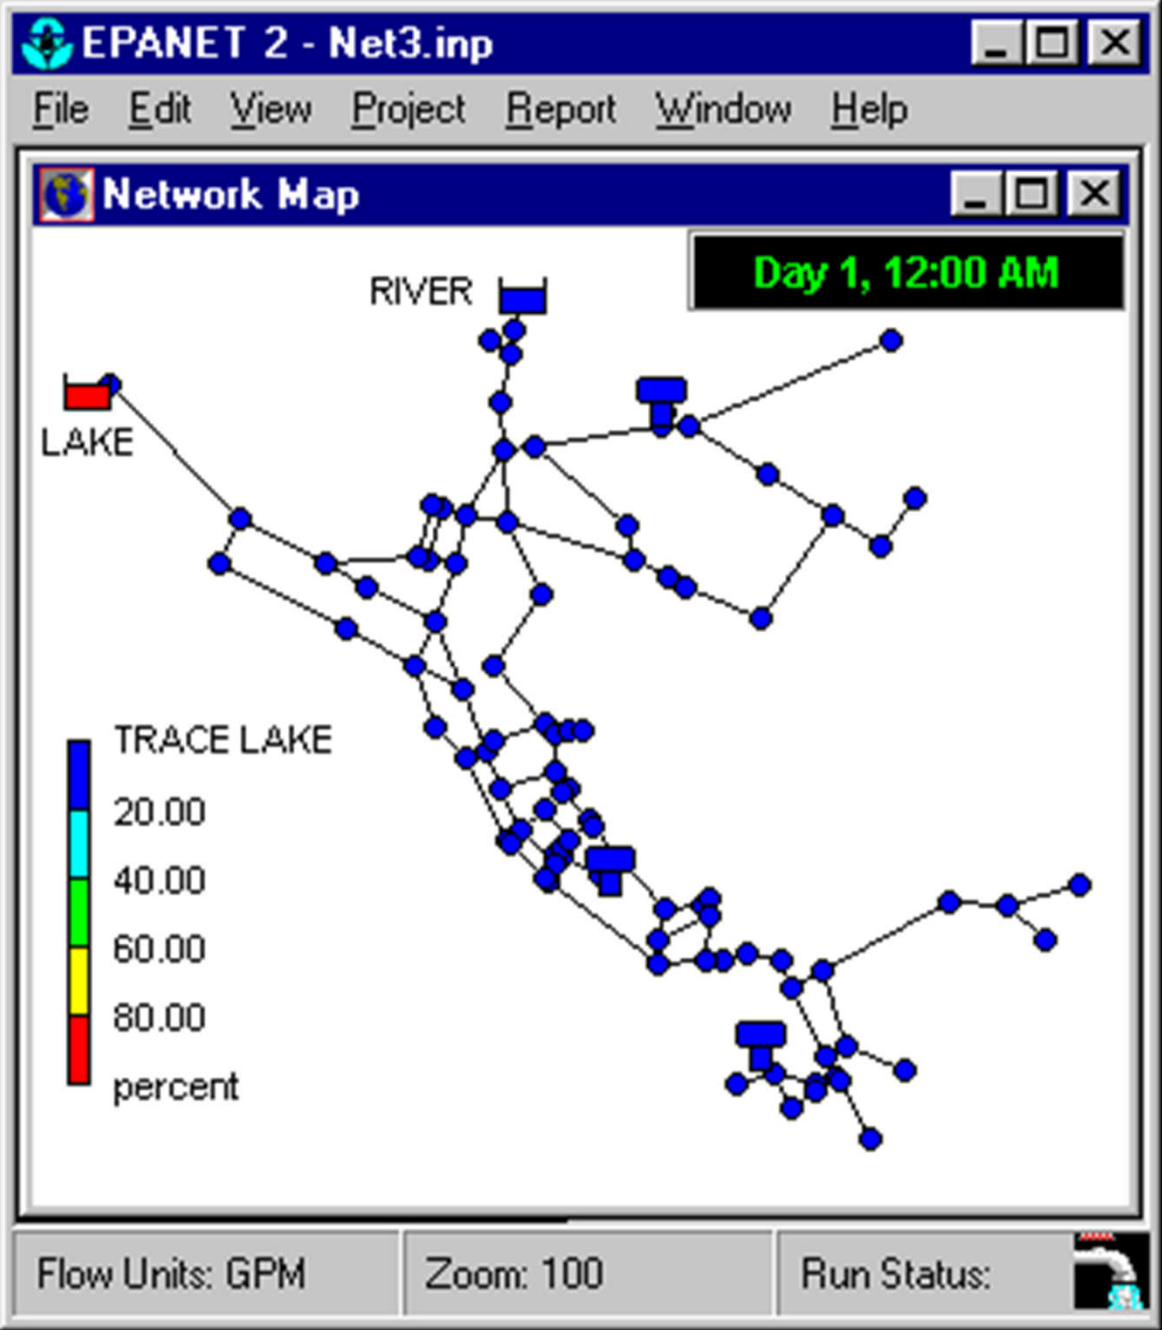 EPANET 2 - Net3.inp
File Edit View Project Report Window Help
Network Map
Day 1, 12:00 AM
RIVER
LAKE
TRACE LAKE
20.00
40.00
60.00
80.00
percent
Flow Units: GPM Zoom: 100 Run Status: